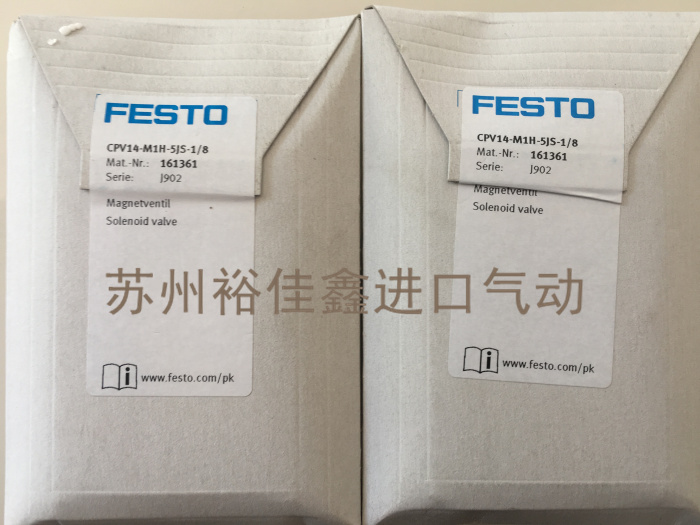 FESTO
CPV14-M1H-5JS-1/8
Mat.-Nr.: 161361
Serie: J902
Magnetventil
Solenoid valve
www.festo.com/pk
FESTO
CPV14-M1H-5JS-1/8
Mat.-Nr.: 161361
Serie: J902
Magnetventil
Solenoid valve
www.festo.com/pk
苏州裕佳鑫进口气动